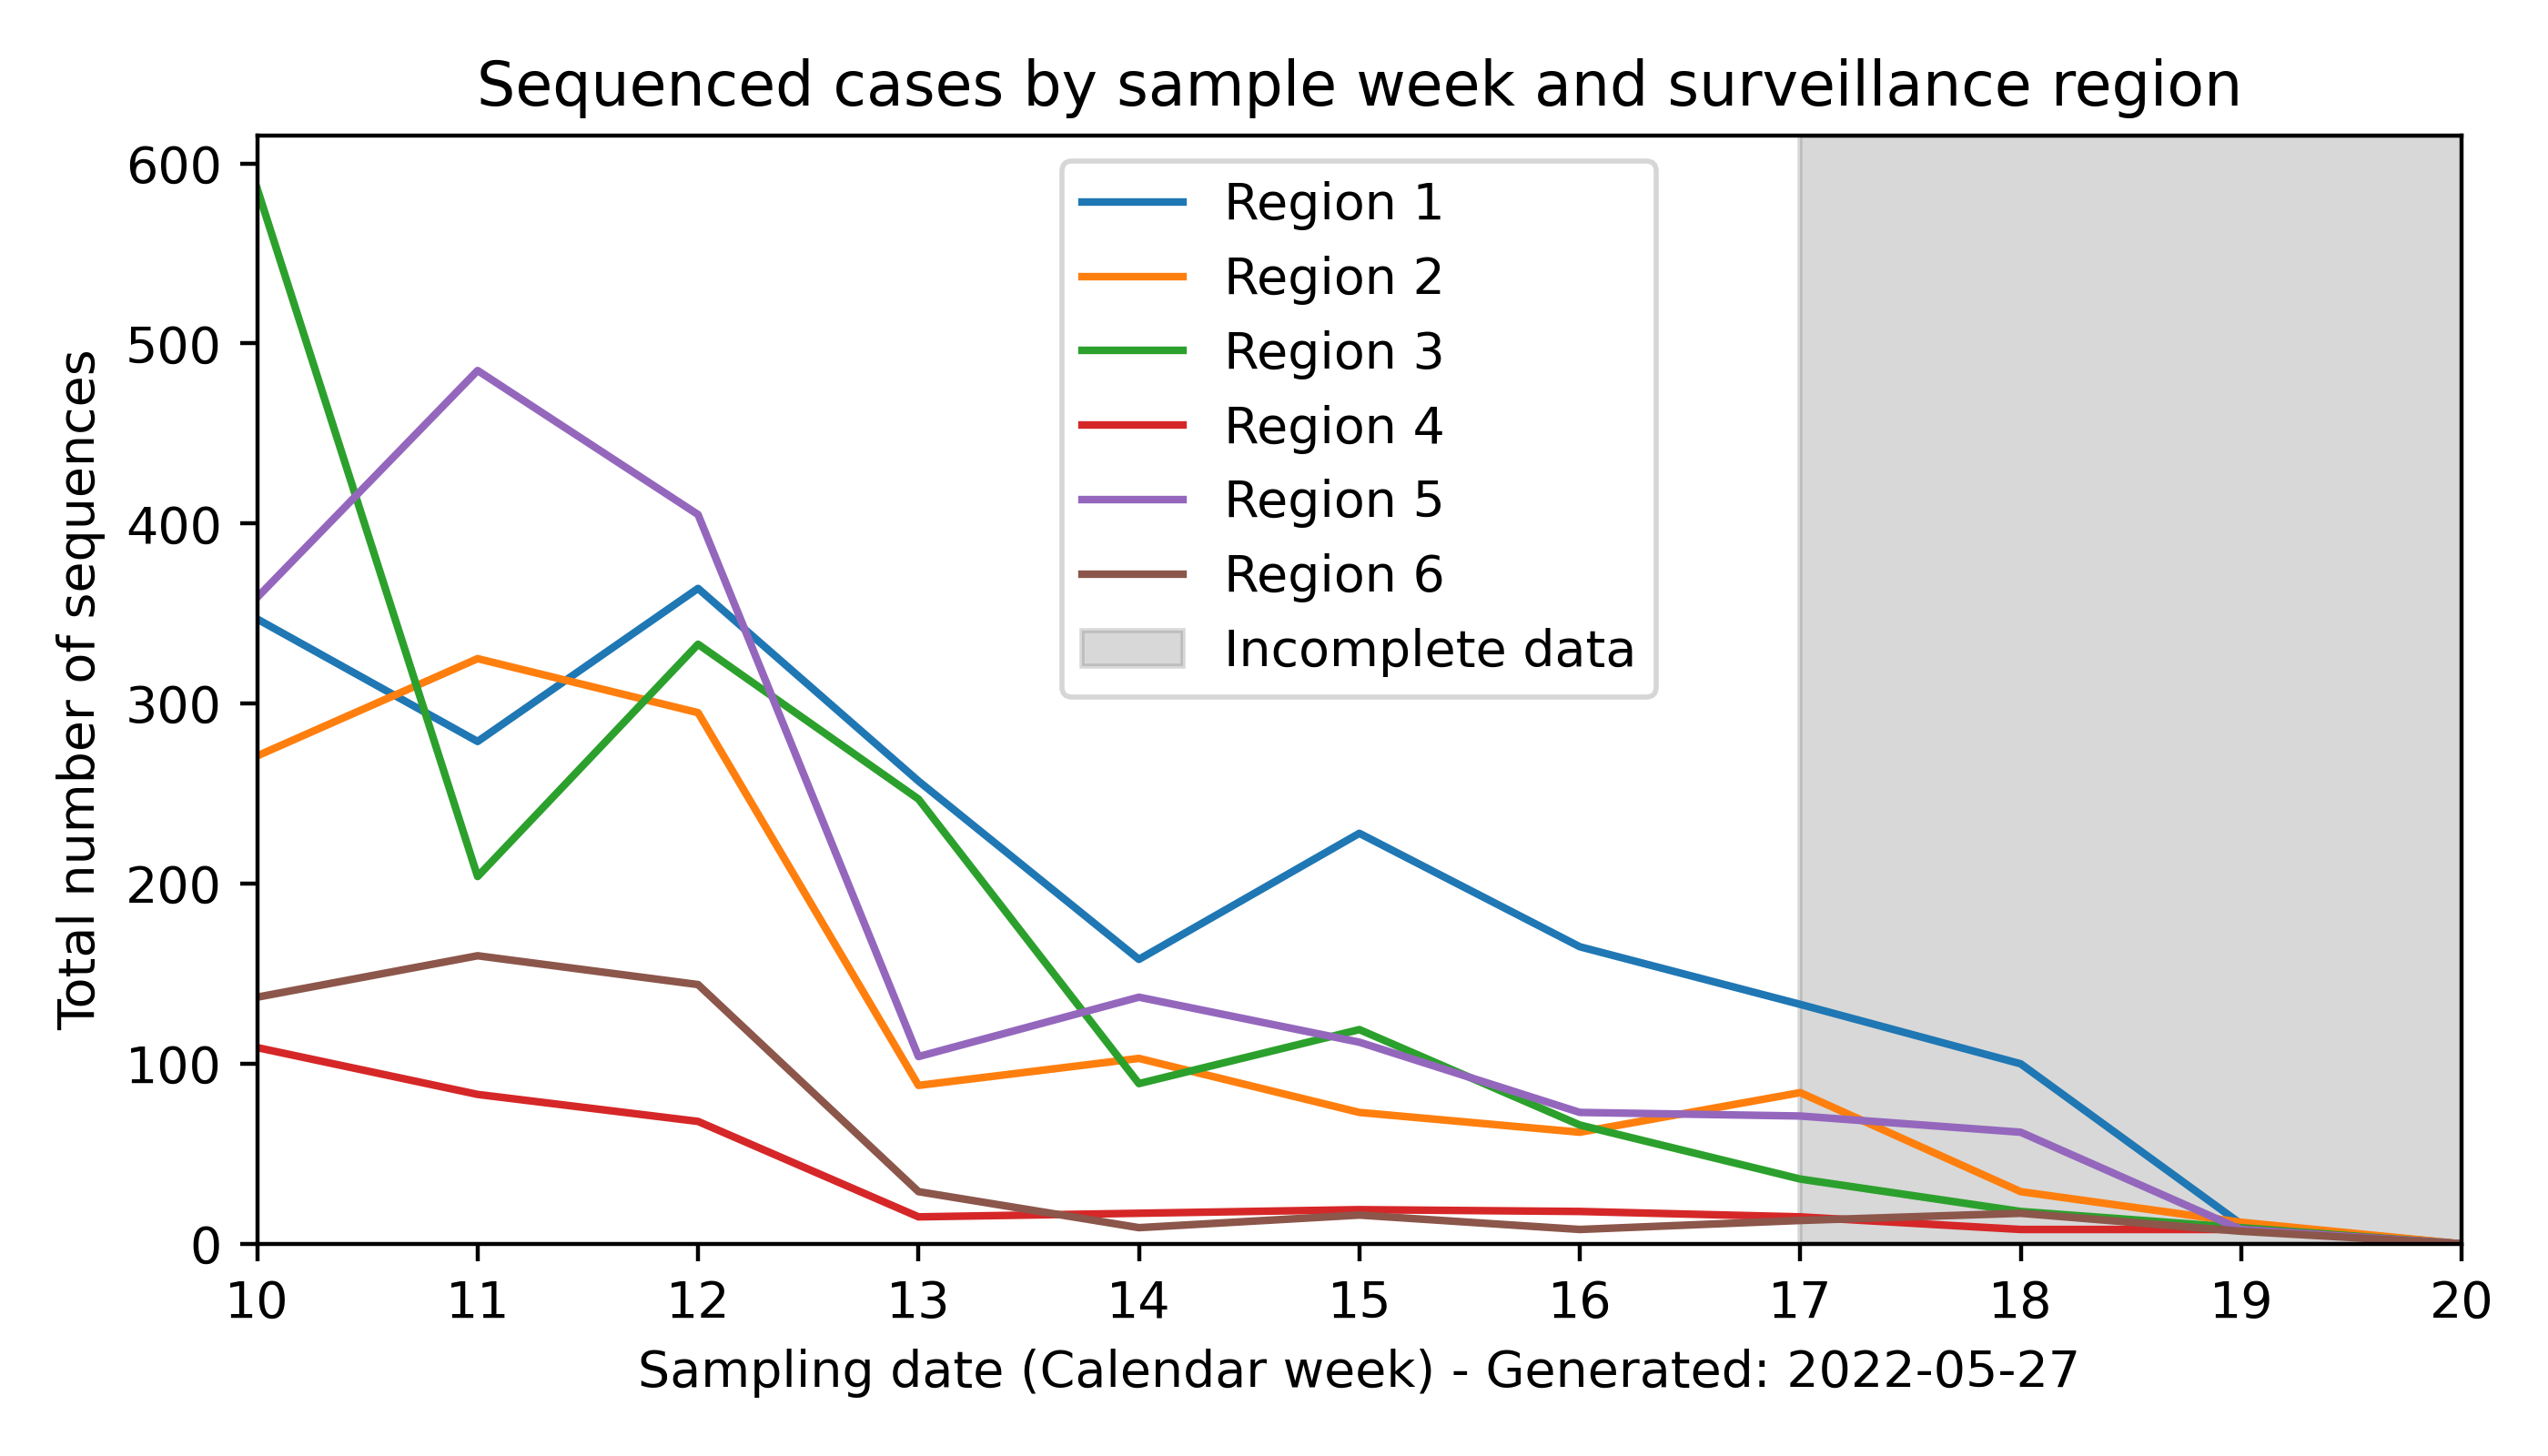 Sequenced cases by sample week and surveillance region
Total number of sequences
600
500
400
300
200
100
0
Region 1
Region 2
Region 3
Region 4
Region 5
Region 6
Incomplete data
10 11 12 13 14 15 16 17 18 19 20
Sampling date (Calendar week) - Generated: 2022-05-27